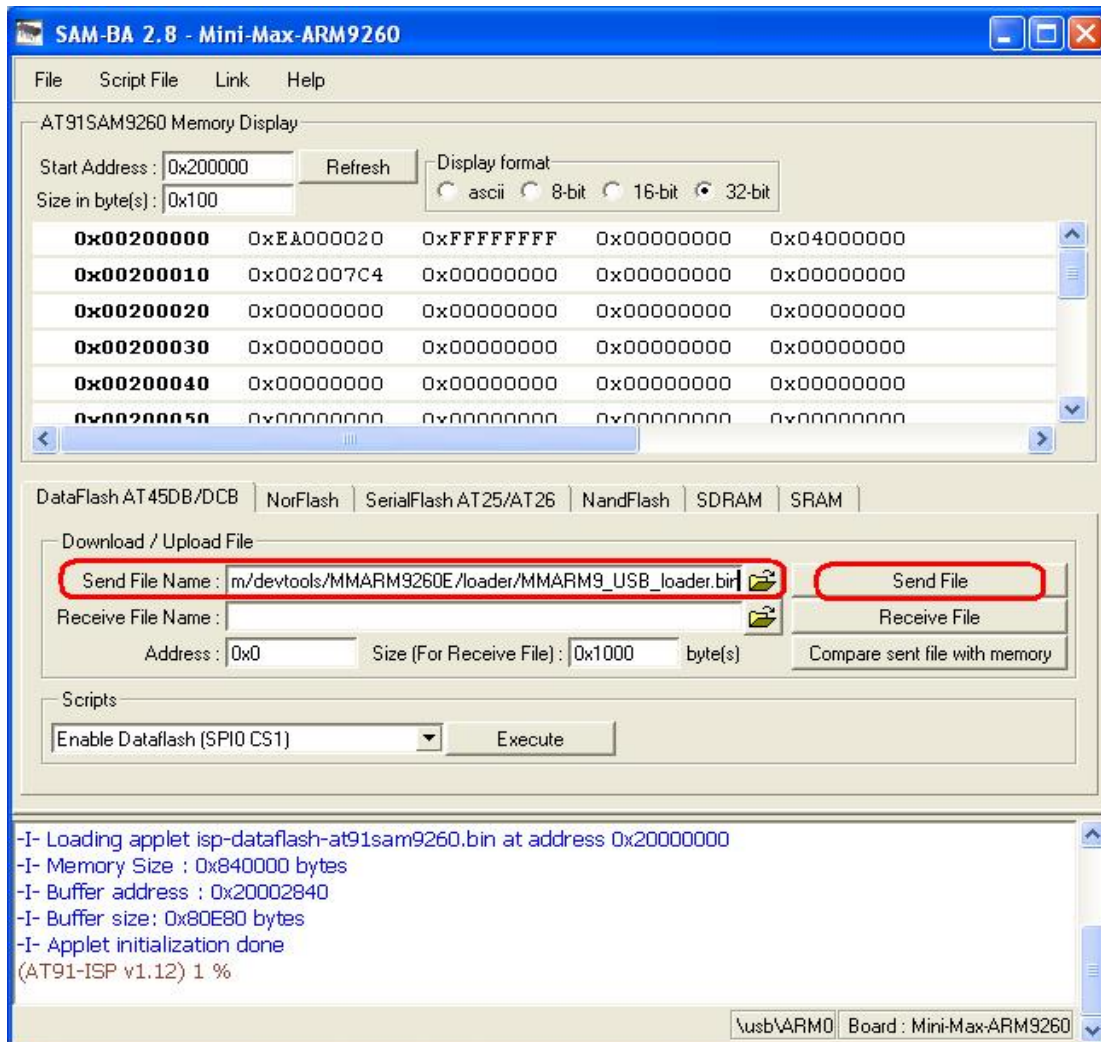 SAM-BA 2.8 - Mini-Max-ARM9260
File Script File Link Help
AT91SAM9260 Memory Display
Start Address : 0x200000 Refresh Display format
Size in byte(s) : 0x100 ascii 8-bit 16-bit 32-bit
0x00200000 0xEA000020 0xFFFFFFFF 0x00000000 0x04000000
0x00200010 0x002007C4 0x00000000 0x00000000 0x00000000
0x00200020 0x00000000 0x00000000 0x00000000 0x00000000
0x00200030 0x00000000 0x00000000 0x00000000 0x00000000
0x00200040 0x00000000 0x00000000 0x00000000 0x00000000
0x00200050 0x00000000 0x00000000 0x00000000 0x00000000
DataFlash AT45DB/DCB NorFlash SerialFlash AT25/AT26 NandFlash SDRAM SRAM
Download / Upload File
Send File Name : m/devtools/MMARM9260E/loader/MMARM9_USB_loader.bin Send File
Receive File Name : Receive File
Address : 0x0 Size (For Receive File) : 0x1000 byte(s) Compare sent file with memory
Scripts
Enable Dataflash (SPI0 CS1) Execute
-I- Loading applet isp-dataflash-at91sam9260.bin at address 0x20000000
-I- Memory Size : 0x840000 bytes
-I- Buffer address : 0x20002840
-I- Buffer size: 0x80E80 bytes
-I- Applet initialization done
(AT91-ISP v1.12) 1 %
\usb\ARM0 Board : Mini-Max-ARM9260